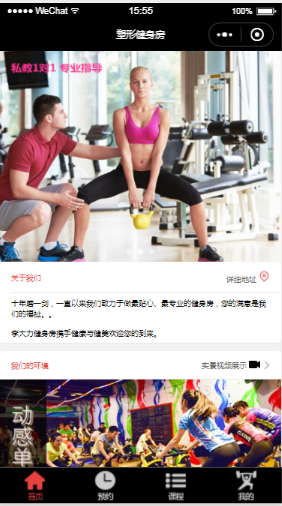 WeChat
15:55
100%
塑形健身房
私教1对1 专业指导
关于我们
详细地址
十年磨一剑，一直以来我们致力于做最贴心、最专业的健身房，您的满意是我
们的福祉。。
李大力健身房携手健康与健美欢迎您的到来。
我们的环境
实景视频展示
动
感
单
首页
预约
课程
我的